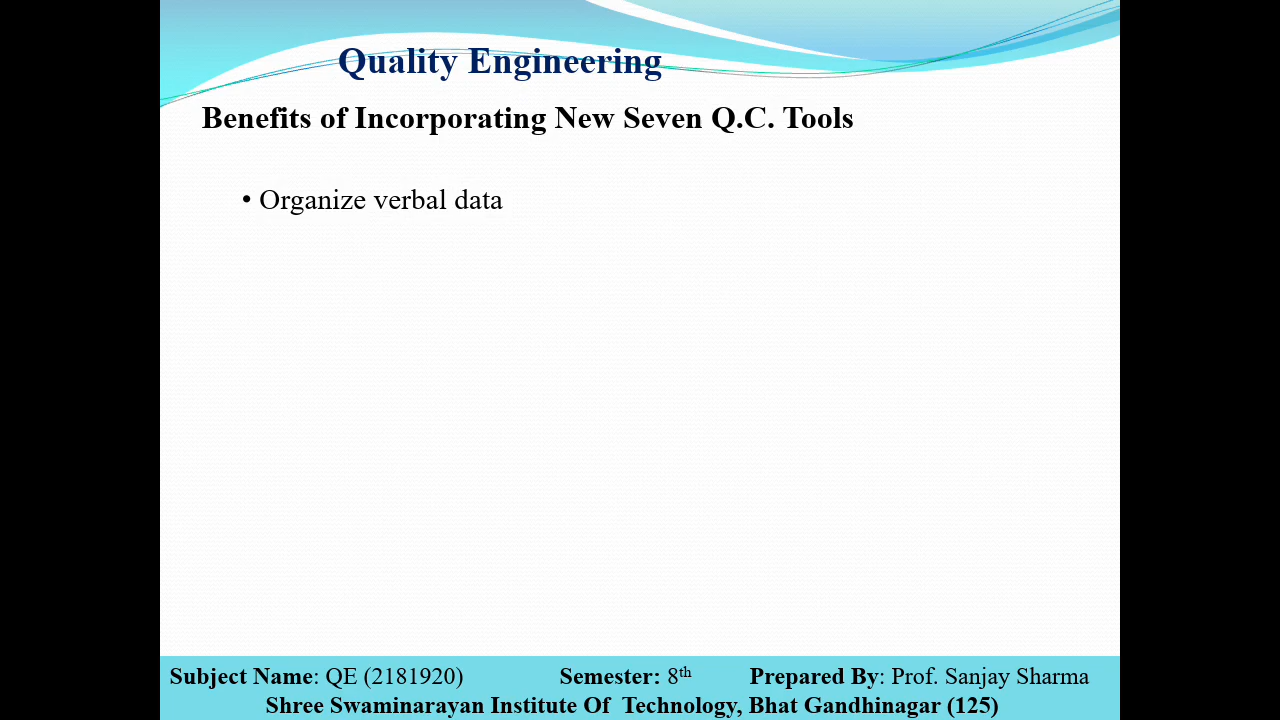 Quality Engineering
Benefits of Incorporating New Seven Q.C. Tools
• Organize verbal data
Subject Name: QE (2181920) Semester: 8th Prepared By: Prof. Sanjay Sharma
Shree Swaminarayan Institute Of Technology, Bhat Gandhinagar (125)